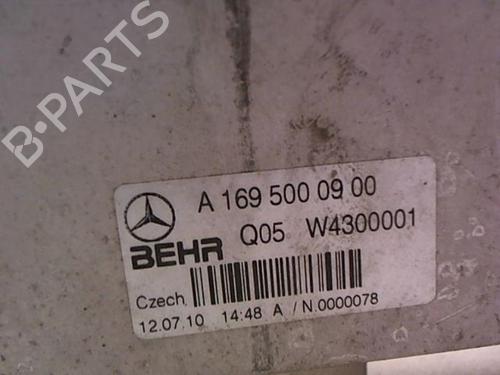 B-PARTS
A 169 500 09 00
BEHR Q05 W4300001
Czech
12.07.10 14:48 A / N.0000078